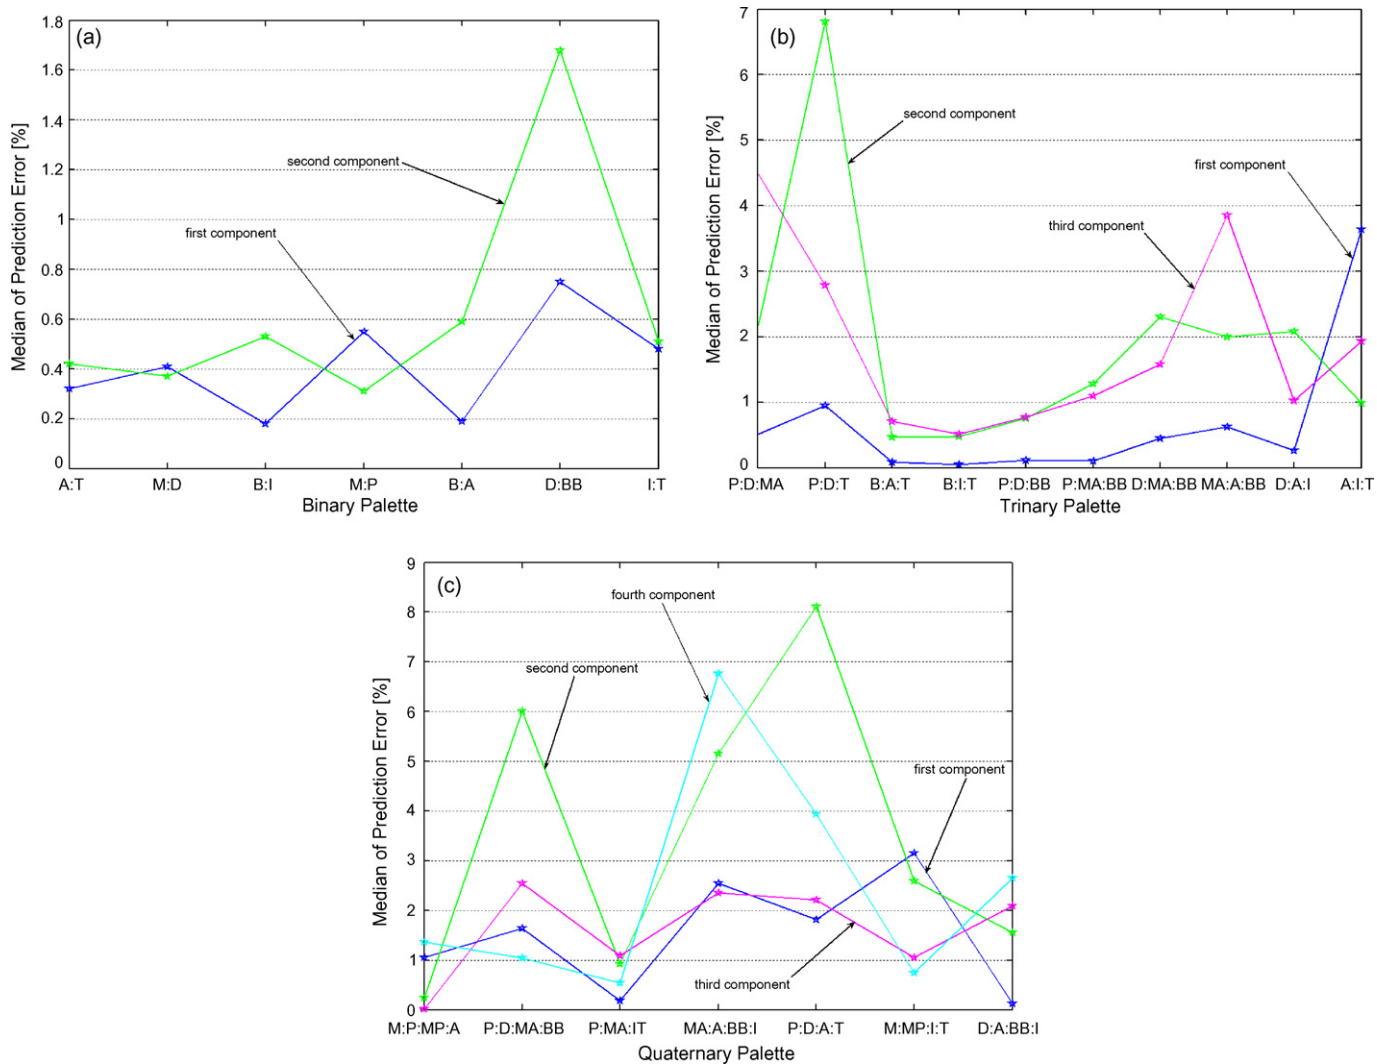 (a)
Median of Prediction Error [%]
1.8
1.6
1.4
1.2
1
0.8
0.6
0.4
0.2
0
second component
first component
A:T M:D B:I M:P B:A D:BB I:T
Binary Palette
(b)
Median of Prediction Error [%]
7
6
5
4
3
2
1
0
second component
first component
third component
P:D:MA P:D:T B:A:T B:I:T P:D:BB P:MA:BB D:MA:BB MA:A:BB D:A:I A:I:T
Trinary Palette
(c)
Median of Prediction Error [%]
9
8
7
6
5
4
3
2
1
0
fourth component
second component
first component
third component
M:P:MP:A P:D:MA:BB P:MA:IT MA:A:BB:I P:D:A:T M:MP:I:T D:A:BB:I
Quaternary Palette